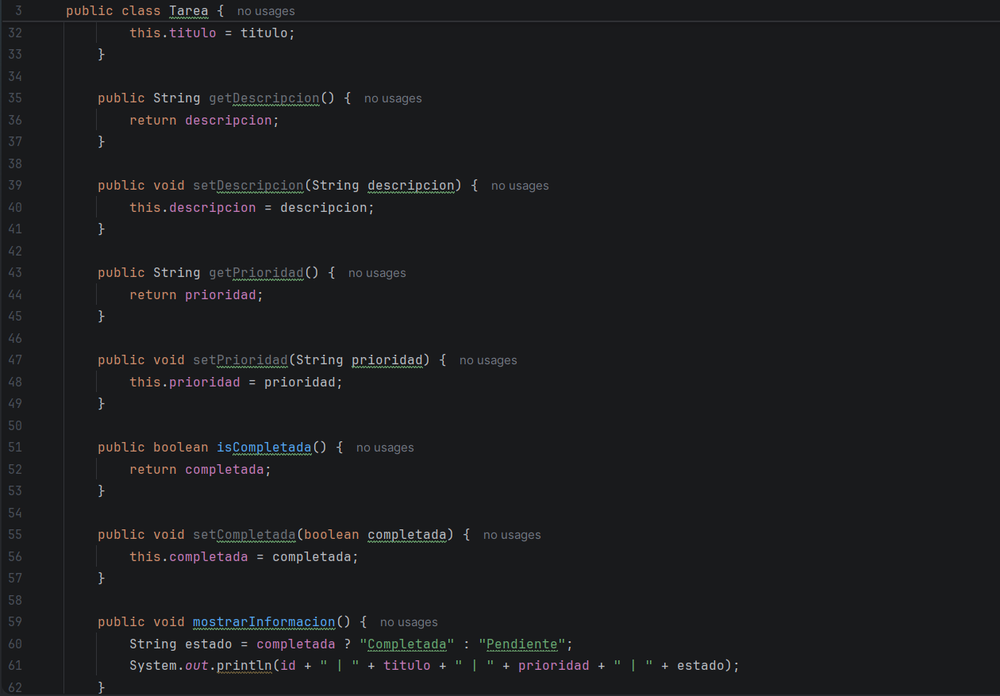 3 public class Tarea { no usages
32 this.titulo = titulo;
33 }
34
35 public String getDescripcion() { no usages
36 return descripcion;
37 }
38
39 public void setDescripcion(String descripcion) { no usages
40 this.descripcion = descripcion;
41 }
42
43 public String getPrioridad() { no usages
44 return prioridad;
45 }
46
47 public void setPrioridad(String prioridad) { no usages
48 this.prioridad = prioridad;
49 }
50
51 public boolean isCompletada() { no usages
52 return completada;
53 }
54
55 public void setCompletada(boolean completada) { no usages
56 this.completada = completada;
57 }
58
59 public void mostrarInformacion() { no usages
60 String estado = completada ? "Completada" : "Pendiente";
61 System.out.println(id + " | " + titulo + " | " + prioridad + " | " + estado);
62 }